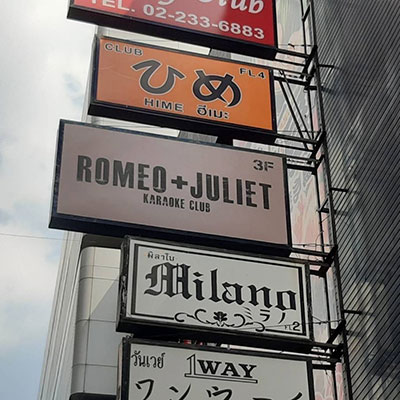 Club
TEL. 02-233-6883
CLUB
ひめ
FL4
HIME ฮีเมะ
3F
ROMEO+JULIET
KARAOKE CLUB
มิลาโน
Milano
ミラノ
วันเวย์
1WAY
ワンウェイ